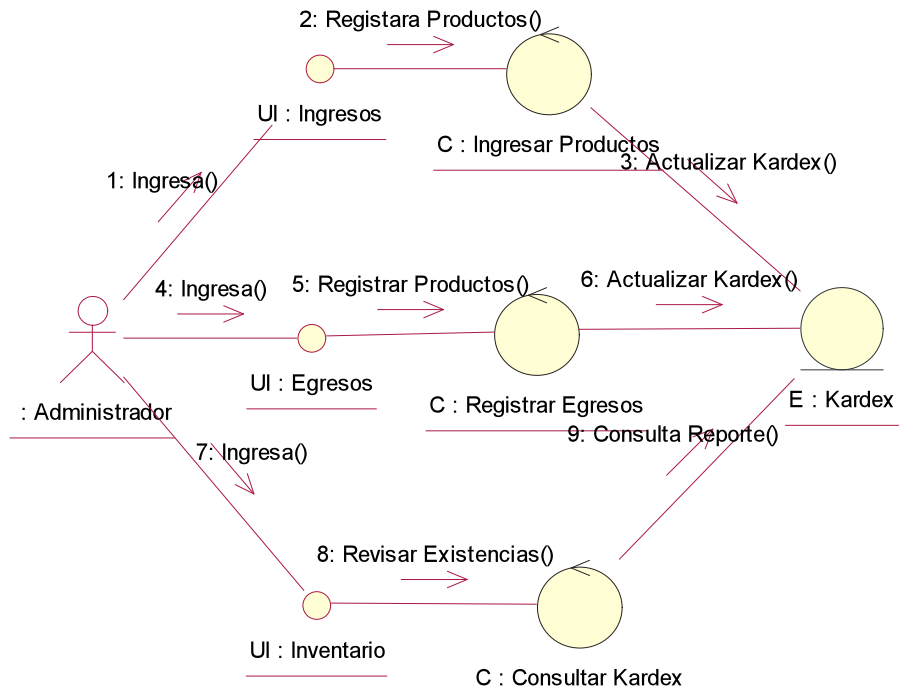 2: Registara Productos()
UI : Ingresos
C : Ingresar Productos
1: Ingresa()
3: Actualizar Kardex()
4: Ingresa()
5: Registrar Productos()
6: Actualizar Kardex()
UI : Egresos
C : Registrar Egresos
E : Kardex
: Administrador
7: Ingresa()
9: Consulta Reporte()
8: Revisar Existencias()
UI : Inventario
C : Consultar Kardex